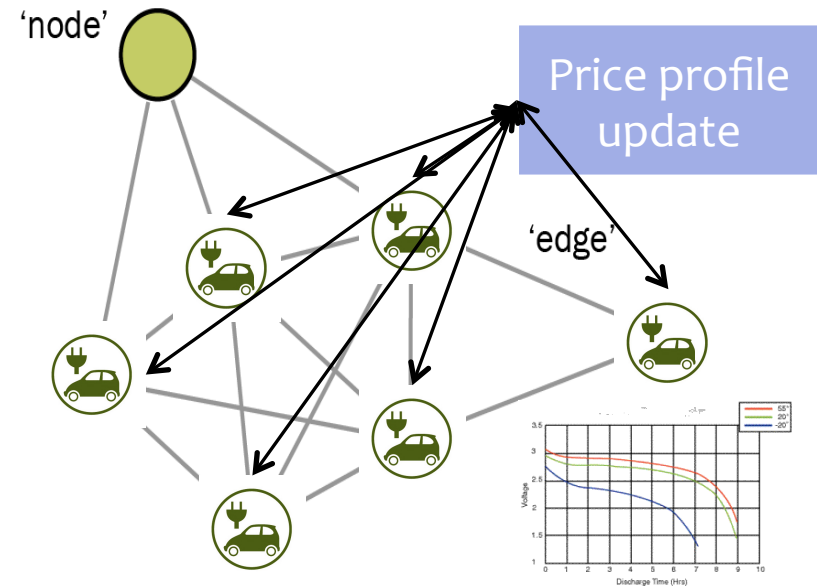 ‘node’
Price profile
update
‘edge’
55°
20°
-20°
3.5
3
2.5
2
1.5
1
Voltage
0 1 2 3 4 5 6 7 8 9 10
Discharge Time (Hrs)